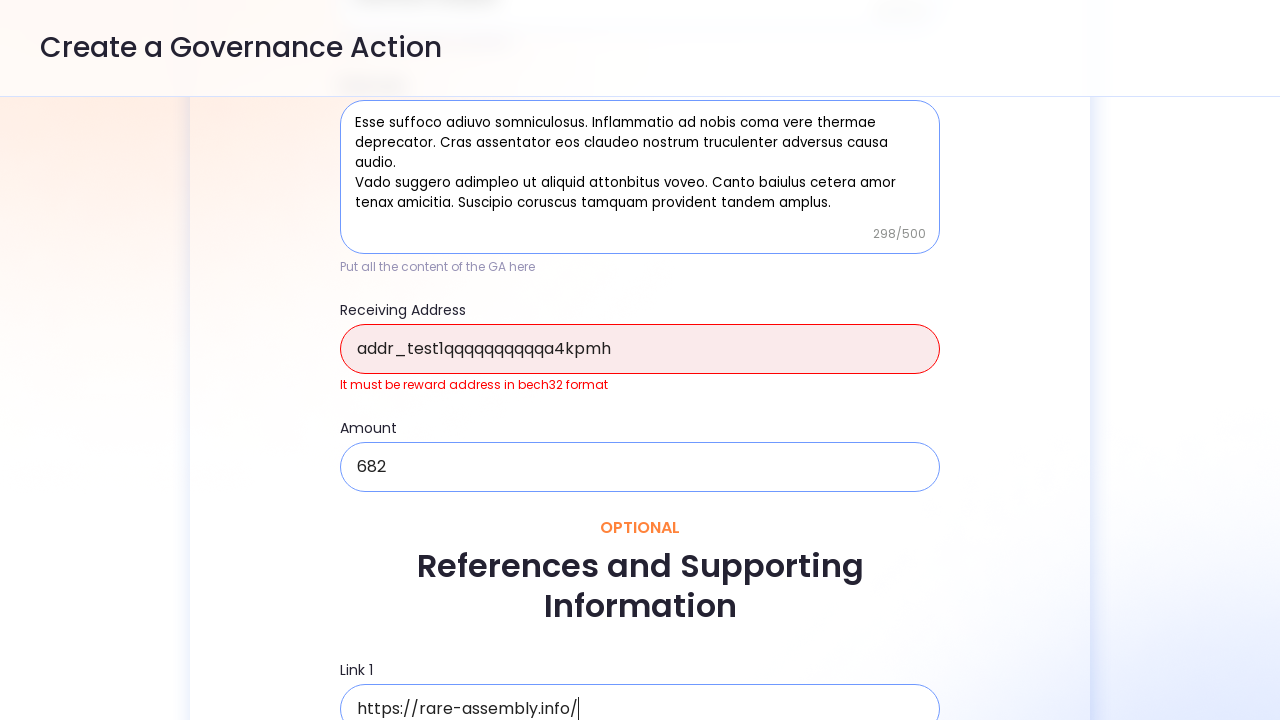 Create a Governance Action
Esse suffoco adiuvo somniculosus. Inflammatio ad nobis coma vere thermae
deprecator. Cras assentator eos claudeo nostrum truculenter adversus causa
audio.
Vado suggero adimpleo ut aliquid attonbitus voveo. Canto baiulus cetera amor
tenax amicitia. Suscipio coruscus tamquam provident tandem amplus.
298/500
Put all the content of the GA here
Receiving Address
addr_test1qqqqqqqqqqa4kpmh
It must be reward address in bech32 format
Amount
682
OPTIONAL
References and Supporting
Information
Link 1
https://rare-assembly.info/